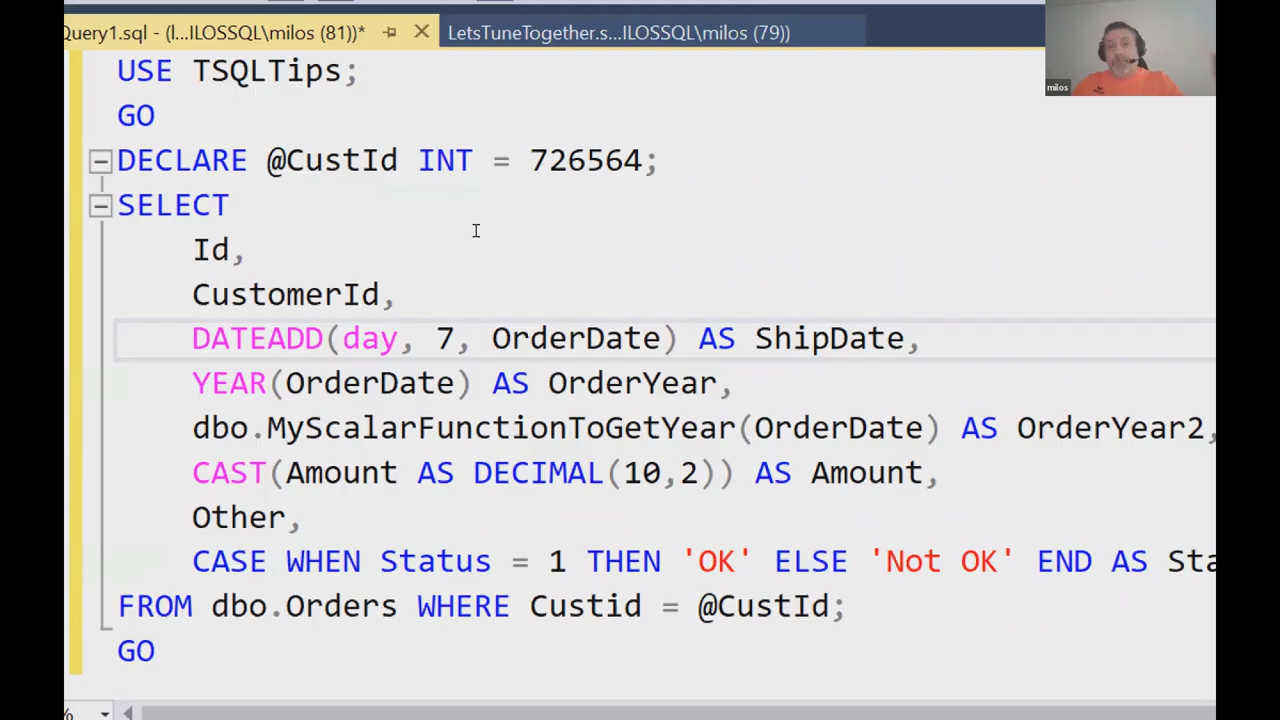 Query1.sql - (l...ILOSSQL\milos (81))*
LetsTuneTogether.s...ILOSSQL\milos (79))
milos
USE TSQLTips;
GO
DECLARE @CustId INT = 726564;
SELECT
Id,
CustomerId,
DATEADD(day, 7, OrderDate) AS ShipDate,
YEAR(OrderDate) AS OrderYear,
dbo.MyScalarFunctionToGetYear(OrderDate) AS OrderYear2,
CAST(Amount AS DECIMAL(10,2)) AS Amount,
Other,
CASE WHEN Status = 1 THEN 'OK' ELSE 'Not OK' END AS Sta
FROM dbo.Orders WHERE Custid = @CustId;
GO
%